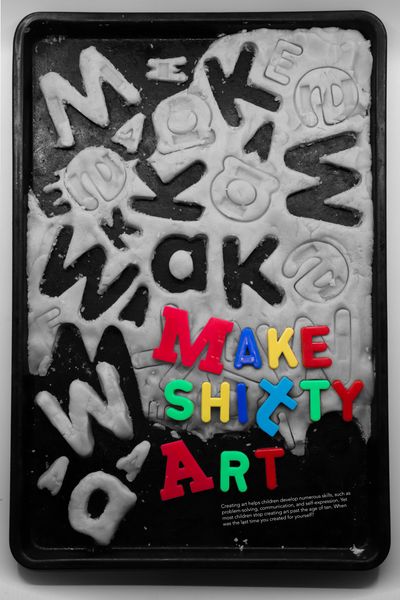 MAKE
SHItTY
ART
Creating art helps children develop numerous skills, such as
problem-solving, communication, and self-expression. Yet
most children stop creating art past the age of ten. When
was the last time you created for yourself?